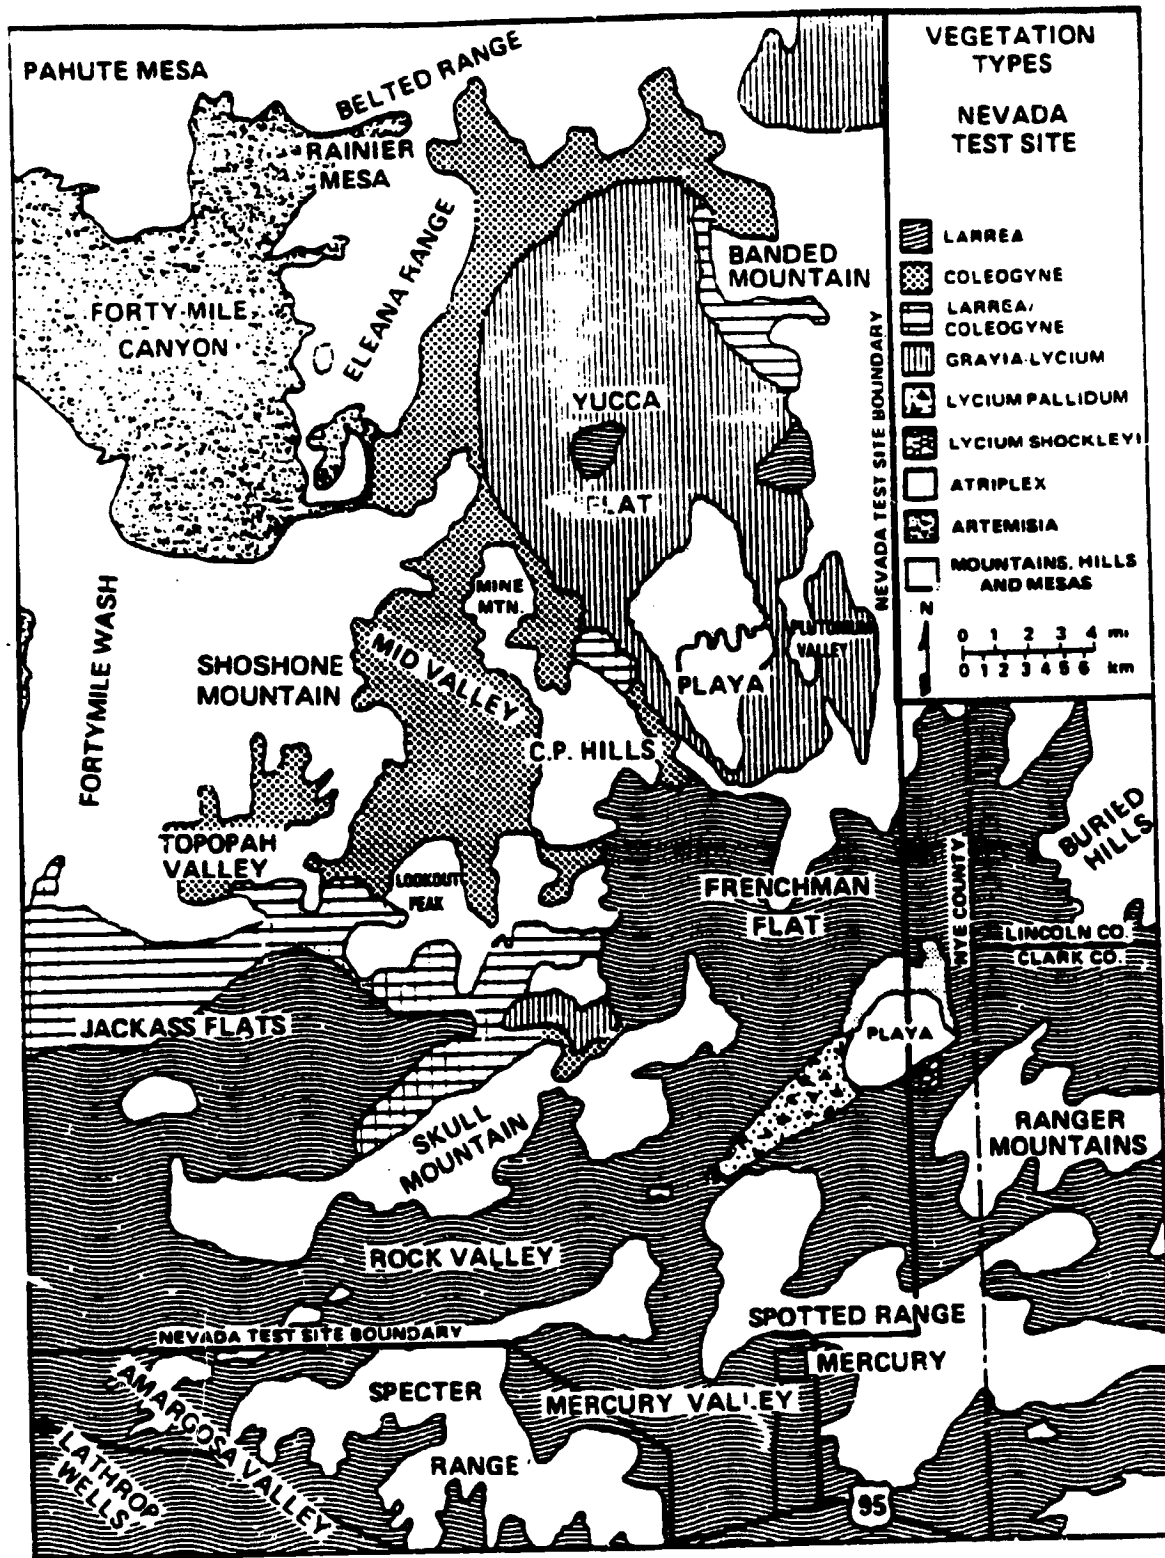 VEGETATION
TYPES
NEVADA
TEST SITE
LARREA
COLEOGYNE
LARREA/
COLEOGYNE
GRAYIA-LYCIUM
LYCIUM PALLIDUM
LYCIUM SHOCKLEYI
ATRIPLEX
ARTEMISIA
MOUNTAINS, HILLS
AND MESAS
N
0 1 2 3 4 mi
0 1 2 3 4 5 6 km
PAHUTE MESA
BELTED RANGE
RAINIER
MESA
ELEANA RANGE
FORTY-MILE
CANYON
BANDED
MOUNTAIN
NEVADA TEST SITE BOUNDARY
YUCCA
FLAT
MINE
MTN.
PLUTONIUM
VALLEY
FORTYMILE WASH
SHOSHONE
MOUNTAIN
MID VALLEY
PLAYA
C.P. HILLS
TOPOPAH
VALLEY
LOOKOUT
PEAK
FRENCHMAN
FLAT
NYE COUNTY
BURIED
HILLS
LINCOLN CO.
CLARK CO.
JACKASS FLATS
PLAYA
SKULL
MOUNTAIN
RANGER
MOUNTAINS
ROCK VALLEY
SPOTTED RANGE
NEVADA TEST SITE BOUNDARY
MERCURY
AMARGOSA VALLEY
SPECTER
RANGE
MERCURY VALLEY
LATHROP
WELLS
95